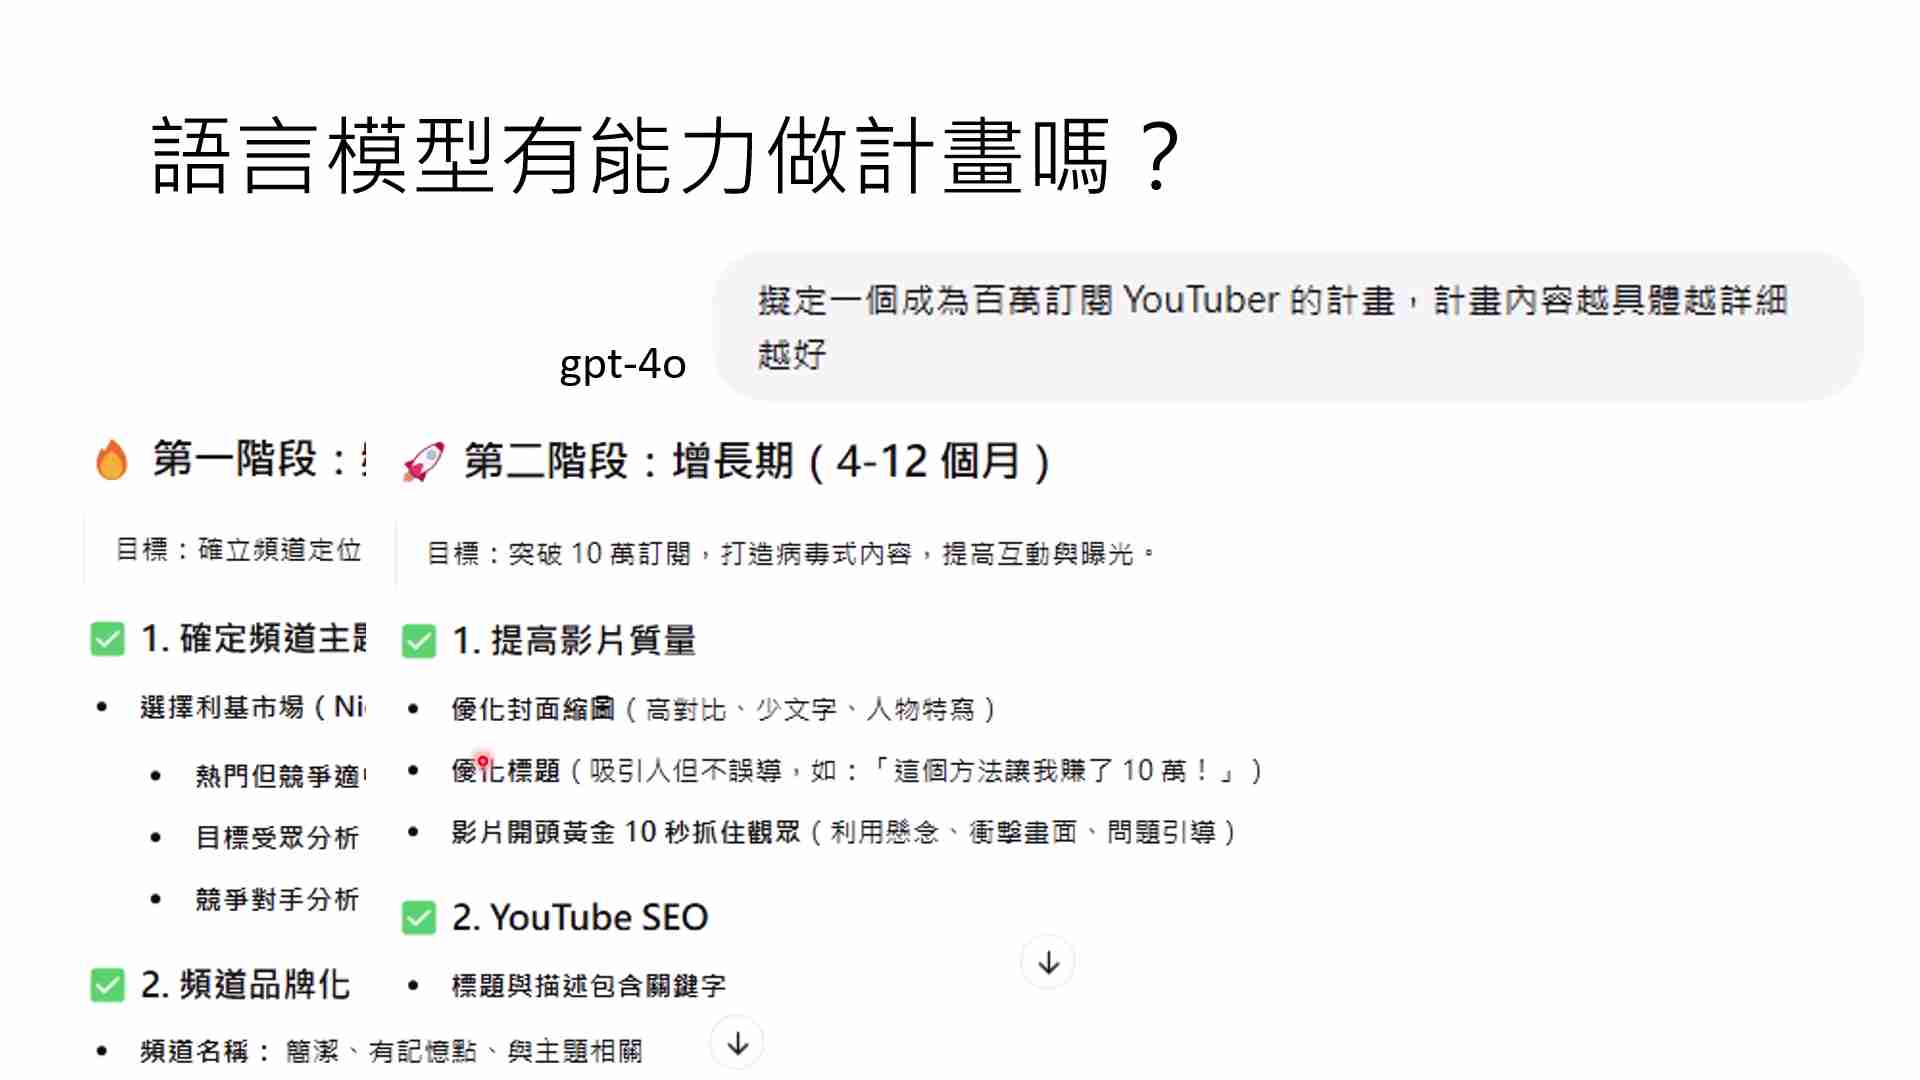 語言模型有能力做計畫嗎？
擬定一個成為百萬訂閱 YouTuber 的計畫，計畫內容越具體越詳細
越好
gpt-4o
第一階段：
目標：確立頻道定位
1. 確定頻道主題
選擇利基市場（Ni
熱門但競爭適
目標受眾分析
競爭對手分析
2. 頻道品牌化
頻道名稱： 簡潔、有記憶點、與主題相關
第二階段：增長期（4-12 個月）
目標：突破 10 萬訂閱，打造病毒式內容，提高互動與曝光。
1. 提高影片質量
優化封面縮圖（高對比、少文字、人物特寫）
優化標題（吸引人但不誤導，如：「這個方法讓我賺了 10 萬！」）
影片開頭黃金 10 秒抓住觀眾（利用懸念、衝擊畫面、問題引導）
2. YouTube SEO
標題與描述包含關鍵字